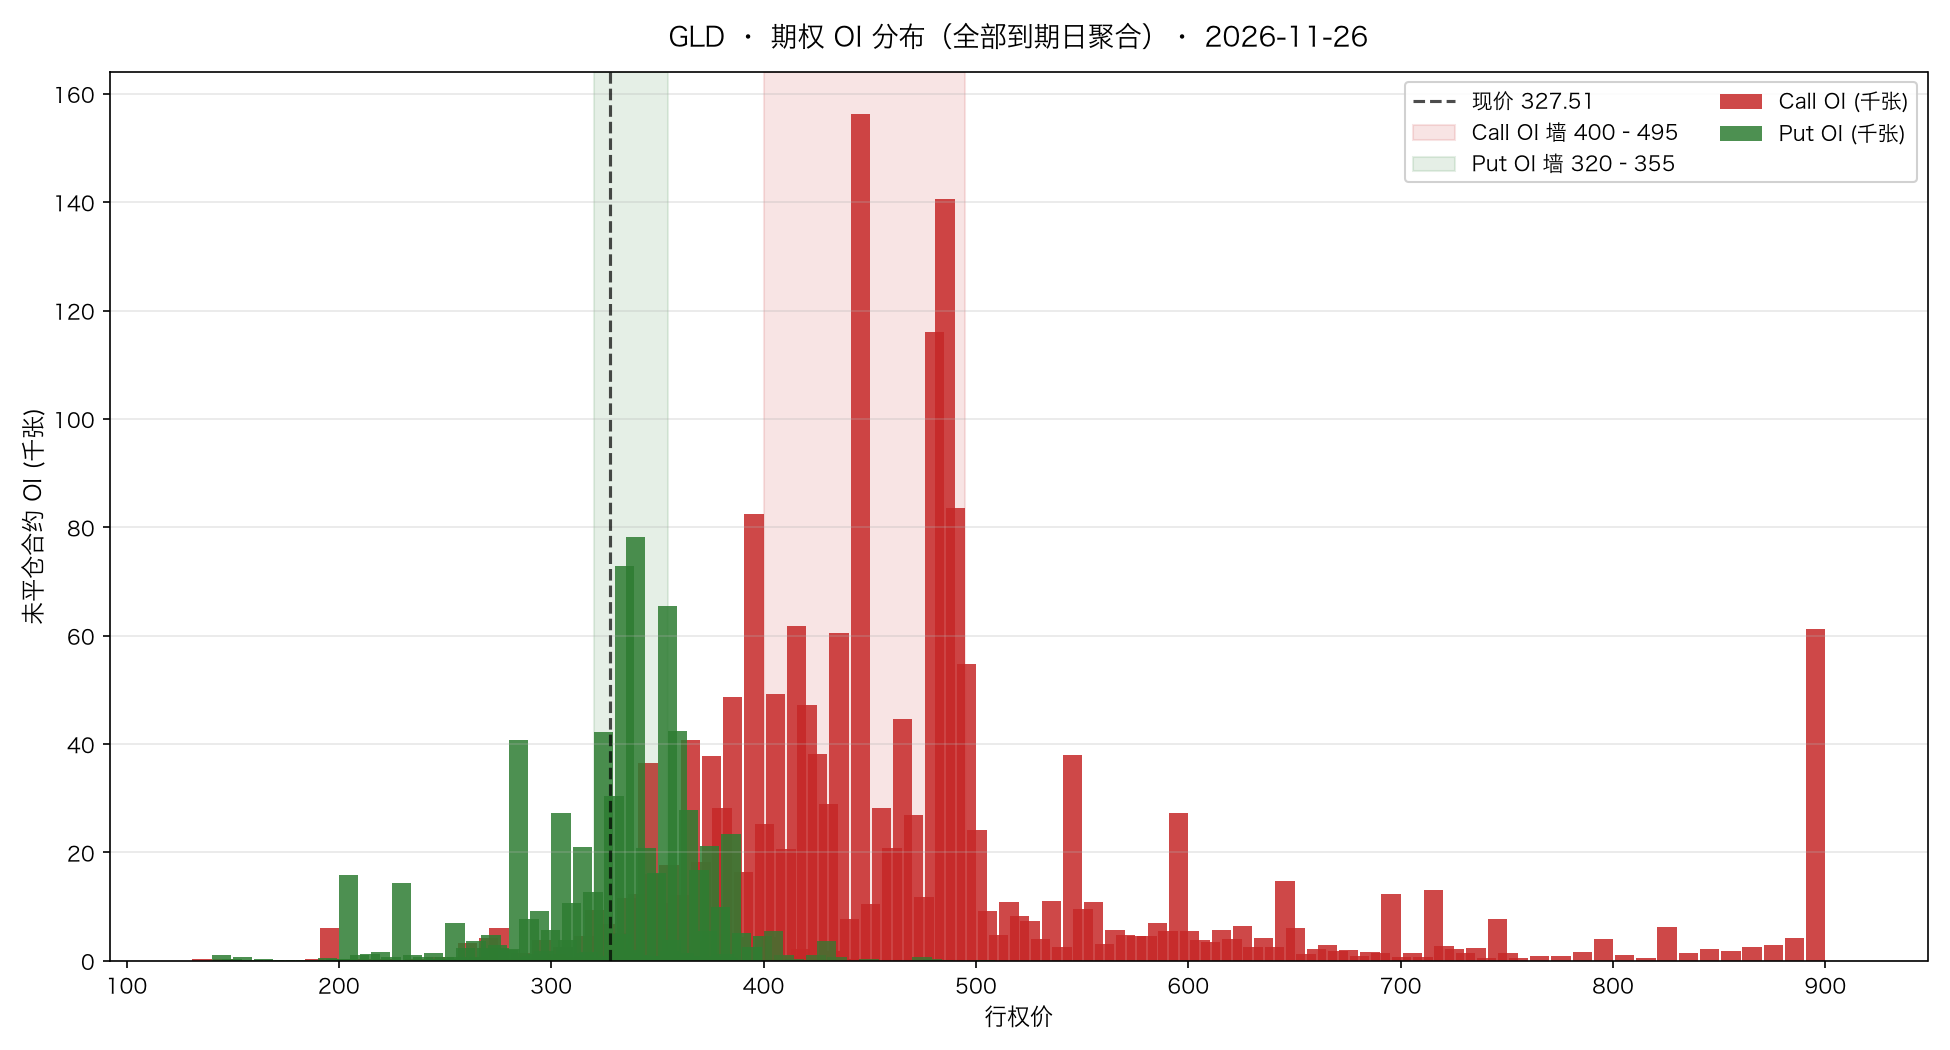 GLD · 期权 OI 分布（全部到期日聚合）· 2026-11-26
现价 327.51
Call OI 墙 400 - 495
Put OI 墙 320 - 355
Call OI (千张)
Put OI (千张)
未平仓合约 OI (千张)
160
140
120
100
80
60
40
20
0
100 200 300 400 500 600 700 800 900
行权价